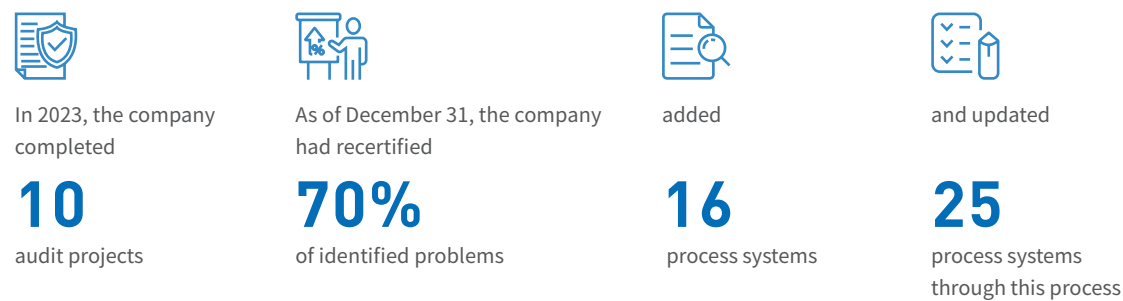 In 2023, the company
completed
10
audit projects
As of December 31, the company
had recertified
70%
of identified problems
added
16
process systems
and updated
25
process systems
through this process